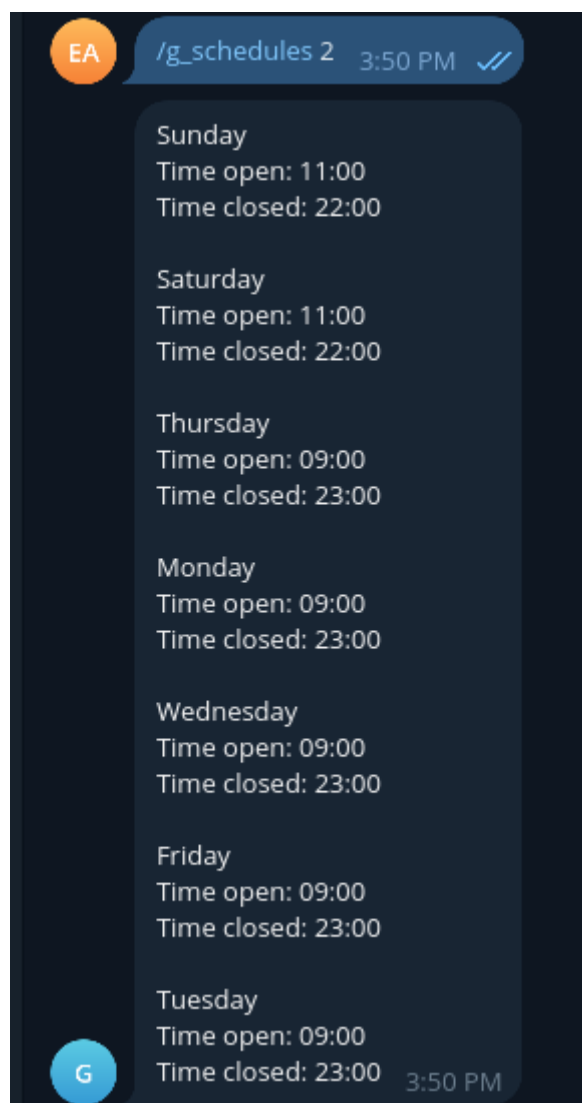 EA
/g_schedules 2 3:50 PM
Sunday
Time open: 11:00
Time closed: 22:00
Saturday
Time open: 11:00
Time closed: 22:00
Thursday
Time open: 09:00
Time closed: 23:00
Monday
Time open: 09:00
Time closed: 23:00
Wednesday
Time open: 09:00
Time closed: 23:00
Friday
Time open: 09:00
Time closed: 23:00
Tuesday
Time open: 09:00
Time closed: 23:00 3:50 PM
G